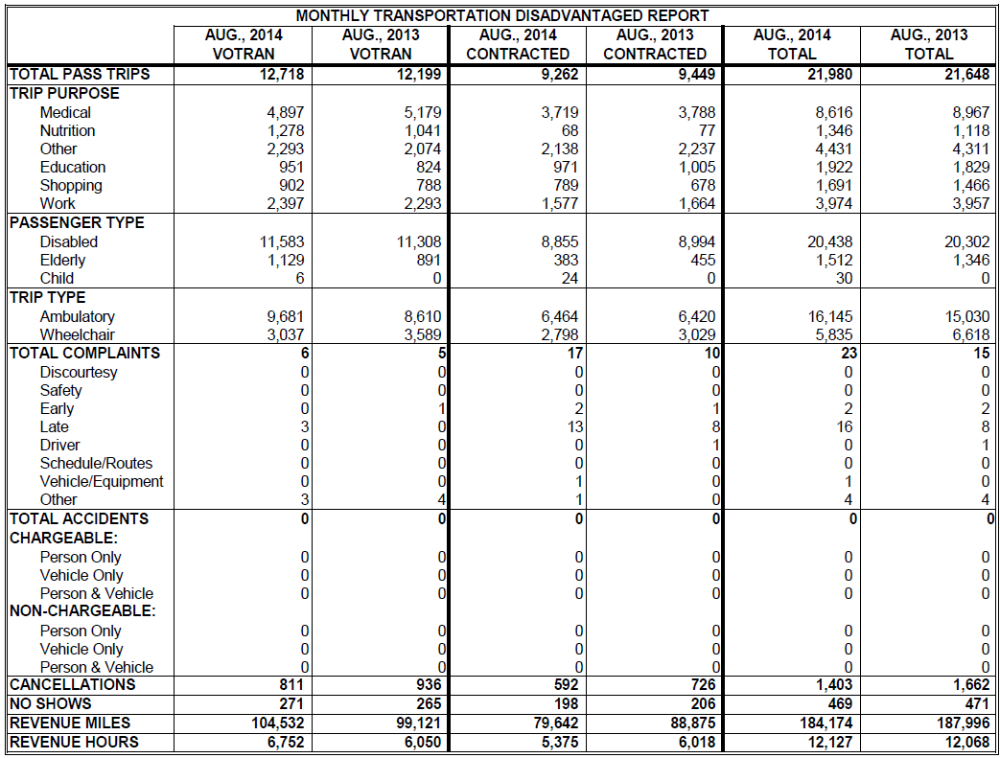 MONTHLY TRANSPORTATION DISADVANTAGED REPORT
AUG., 2014 AUG., 2013 AUG., 2014 AUG., 2013 AUG., 2014 AUG., 2013
VOTRAN VOTRAN CONTRACTED CONTRACTED TOTAL TOTAL
TOTAL PASS TRIPS 12,718 12,199 9,262 9,449 21,980 21,648
TRIP PURPOSE
Medical 4,897 5,179 3,719 3,788 8,616 8,967
Nutrition 1,278 1,041 68 77 1,346 1,118
Other 2,293 2,074 2,138 2,237 4,431 4,311
Education 951 824 971 1,005 1,922 1,829
Shopping 902 788 789 678 1,691 1,466
Work 2,397 2,293 1,577 1,664 3,974 3,957
PASSENGER TYPE
Disabled 11,583 11,308 8,855 8,994 20,438 20,302
Elderly 1,129 891 383 455 1,512 1,346
Child 6 0 24 0 30 0
TRIP TYPE
Ambulatory 9,681 8,610 6,464 6,420 16,145 15,030
Wheelchair 3,037 3,589 2,798 3,029 5,835 6,618
TOTAL COMPLAINTS 6 5 17 10 23 15
Discourtesy 0 0 0 0 0 0
Safety 0 0 0 0 0 0
Early 0 1 2 1 2 2
Late 3 0 13 8 16 8
Driver 0 0 0 1 0 1
Schedule/Routes 0 0 0 0 0 0
Vehicle/Equipment 0 0 1 0 1 0
Other 3 4 1 0 4 4
TOTAL ACCIDENTS 0 0 0 0 0 0
CHARGEABLE:
Person Only 0 0 0 0 0 0
Vehicle Only 0 0 0 0 0 0
Person & Vehicle 0 0 0 0 0 0
NON-CHARGEABLE:
Person Only 0 0 0 0 0 0
Vehicle Only 0 0 0 0 0 0
Person & Vehicle 0 0 0 0 0 0
CANCELLATIONS 811 936 592 726 1,403 1,662
NO SHOWS 271 265 198 206 469 471
REVENUE MILES 104,532 99,121 79,642 88,875 184,174 187,996
REVENUE HOURS 6,752 6,050 5,375 6,018 12,127 12,068